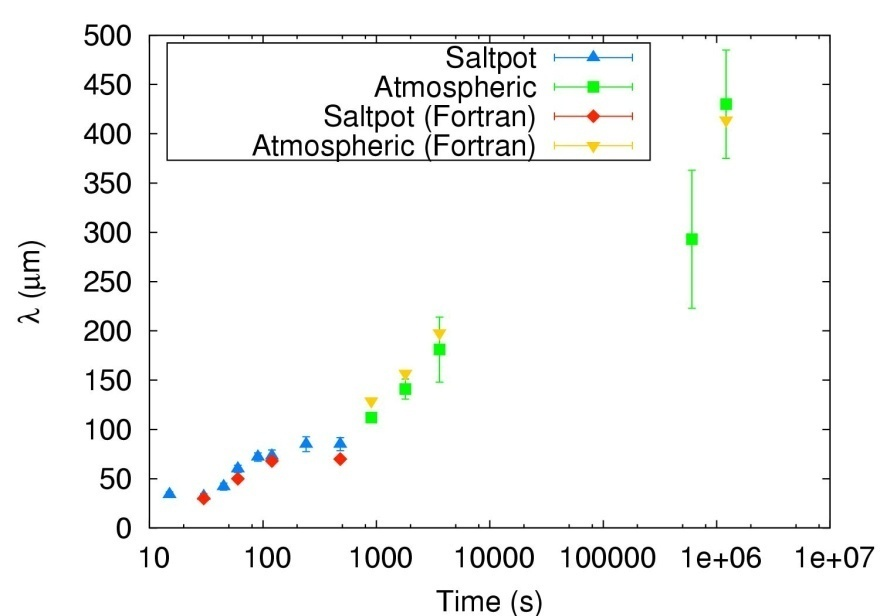 500
450
400
350
300
250
200
150
100
50
0
λ (μm)
Saltpot
Atmospheric
Saltpot (Fortran)
Atmospheric (Fortran)
10 100 1000 10000 100000 1e+06 1e+07
Time (s)